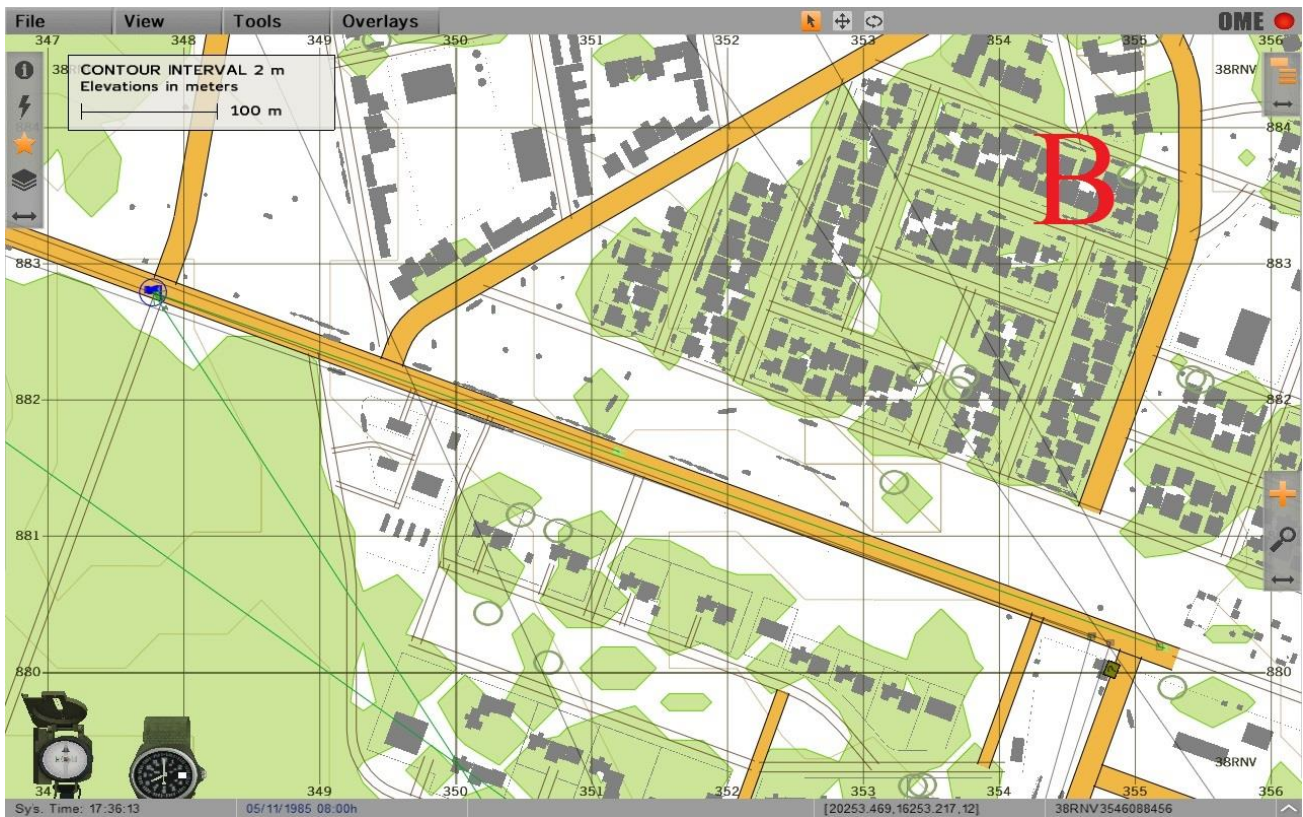 File View Tools Overlays OME
347 348 349 350 351 352 353 354 355 356
CONTOUR INTERVAL 2 m
Elevations in meters
100 m
38RNV
884 884
B
883 883
882 882
881 881
880 880
38RNV
349 350 351 352 353 354 355 356
Sys. Time: 17:36:13 05/11/1985 08:00h [20253.469,16253.217,12] 38RNV3546088456